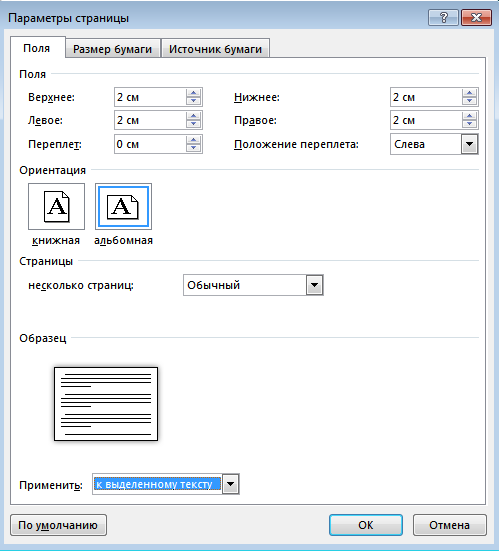 Параметры страницы
Поля Размер бумаги Источник бумаги
Поля
Верхнее: 2 см Нижнее: 2 см
Левое: 2 см Правое: 2 см
Переплет: 0 см Положение переплета: Слева
Ориентация
A A
книжная альбомная
Страницы
несколько страниц: Обычный
Образец
Применить: к выделенному тексту
По умолчанию ОК Отмена